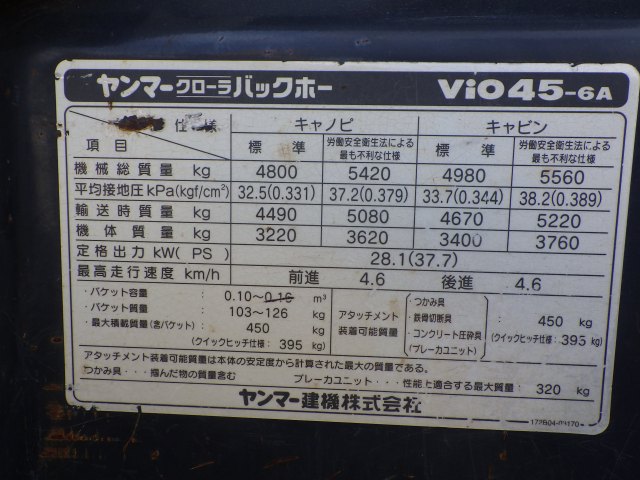 ヤンマークローラバックホー ViO45-6A
仕様 キャノピ キャビン
項目 標準 労働安全衛生法による最も不利な仕様 標準 労働安全衛生法による最も不利な仕様
機械総質量 kg 4800 5420 4980 5560
平均接地圧 kPa(kgf/cm²) 32.5(0.331) 37.2(0.379) 33.7(0.344) 38.2(0.389)
輸送時質量 kg 4490 5080 4670 5220
機体質量 kg 3220 3620 3400 3760
定格出力 kW(PS) 28.1(37.7)
最高走行速度 km/h 前進 4.6 後進 4.6
・バケット容量 : 0.10~0.16 m³
・バケット質量 : 103~126 kg
・最大積載質量(含バケット) : 450 kg
(クイックヒッチ仕様: 395 kg)
アタッチメント装着可能質量
・つかみ具
・鉄骨切断具
・コンクリート圧砕具
(ブレーカユニット)
: 450 kg
(クイックヒッチ仕様: 395 kg)
アタッチメント装着可能質量は本体の安定度から計算された最大の質量である。
つかみ具・・・掴んだ物の質量含む ブレーカユニット・・・性能上適合する最大質量 : 320 kg
ヤンマー建機株式会社